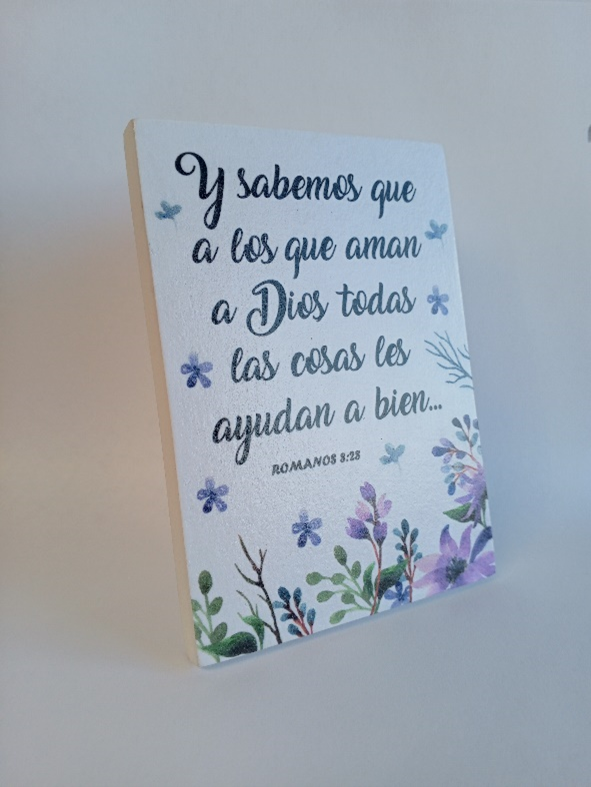 Y sabemos que
a los que aman
a Dios todas
las cosas les
ayudan a bien...
ROMANOS 8:28